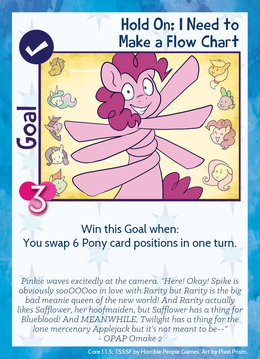 Hold On: I Need to
Make a Flow Chart
Goal
3
Win this Goal when:
You swap 6 Pony card positions in one turn.
Pinkie waves excitedly at the camera. "Here! Okay! Spike is
obviously sooOOOoo in love with Rarity but Rarity is the big
bad meanie queen of the new world! And Rarity actually
likes Safflower, her hoofmaiden, but Safflower has a thing for
Blueblood! And MEANWHILE, Twilight has a thing for the
lone mercenary Applejack but it's not meant to be--"
- OPAP Omake 2
Core 1.1.5; TSSSF by Horrible People Games. Art by Pixel Prism.